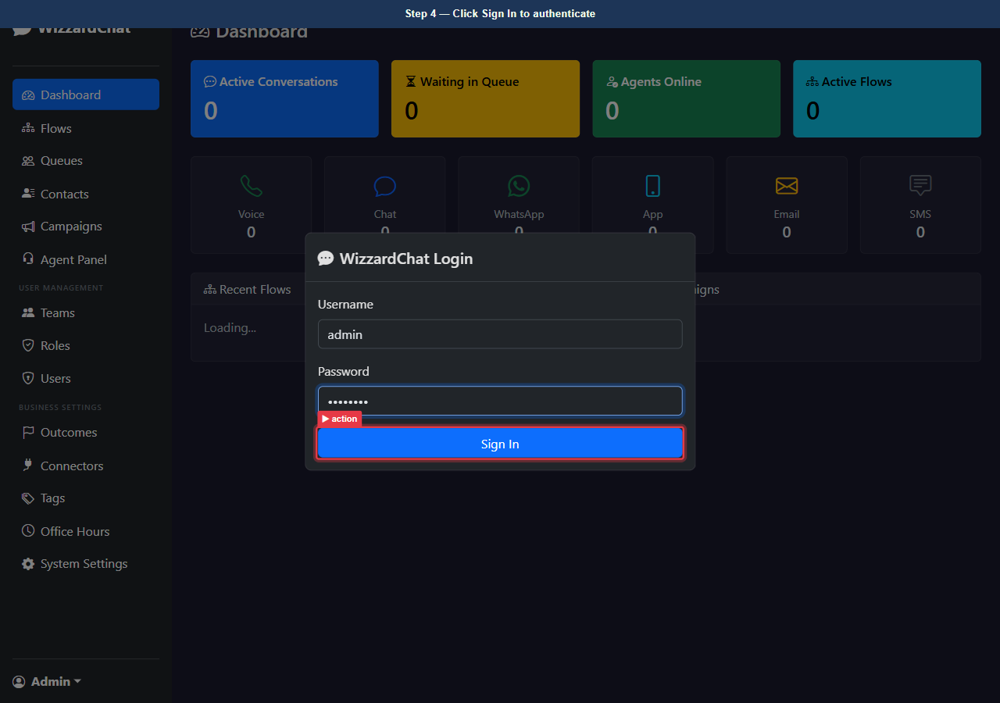 Step 4 — Click Sign In to authenticate
WizzardChat
Dashboard
Flows
Queues
Contacts
Campaigns
Agent Panel
USER MANAGEMENT
Teams
Roles
Users
BUSINESS SETTINGS
Outcomes
Connectors
Tags
Office Hours
System Settings
Admin
Dashboard
Active Conversations
0
Waiting in Queue
0
Agents Online
0
Active Flows
0
Voice
0
Chat
0
WhatsApp
0
App
0
Email
0
SMS
0
Recent Flows
Loading...
WizzardChat Login
Username
admin
Password
••••••••
▶ action
Sign In